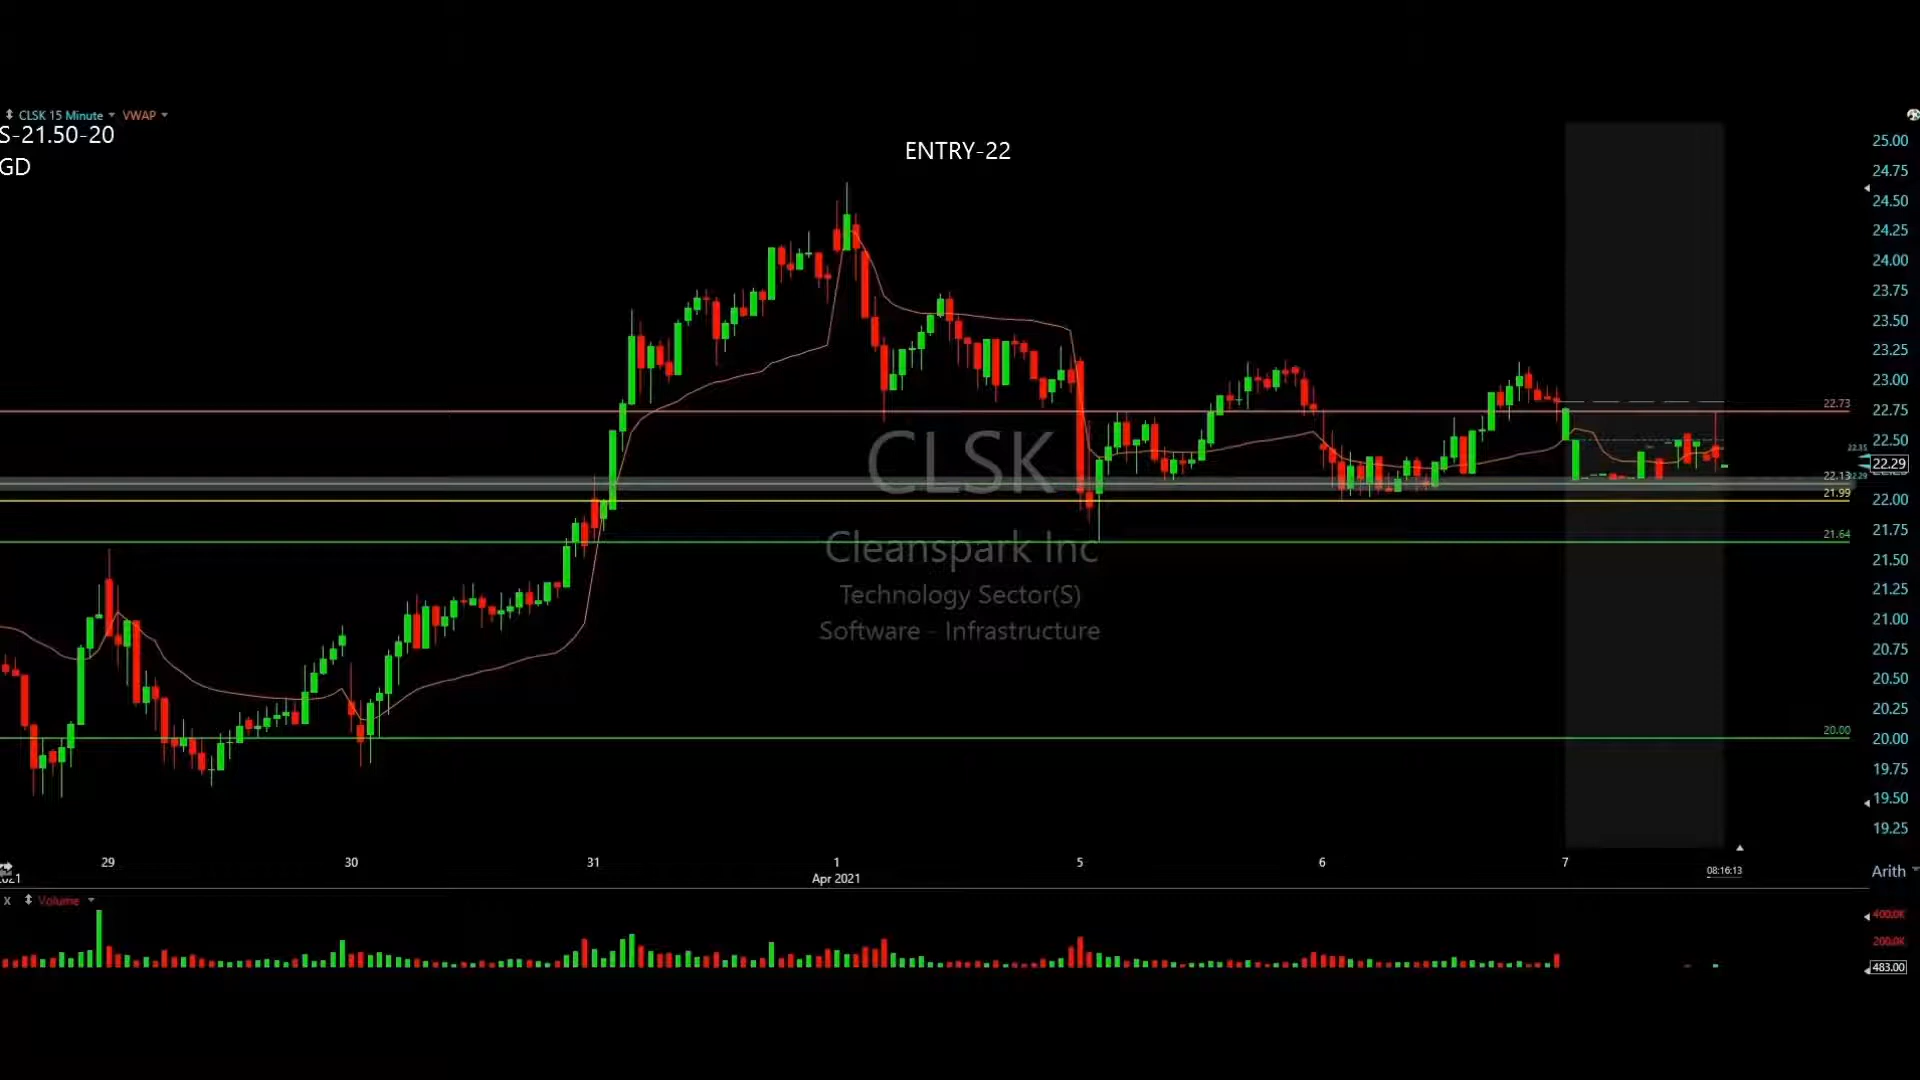 CLSK 15 Minute VWAP
S-21.50-20
GD
ENTRY-22
25.00
24.75
24.50
24.25
24.00
23.75
23.50
23.25
23.00
22.73
22.75
22.50
22.35
22.29
22.13
22.29
21.99
22.00
21.75
21.64
21.50
21.25
21.00
20.75
20.50
20.25
20.00
20.00
19.75
19.50
19.25
CLSK
Cleanspark Inc
Technology Sector(S)
Software - Infrastructure
29 30 31 1 5 6 7
Apr 2021
08:16:13
Arith
x Volume
400.0K
200.0K
483.00